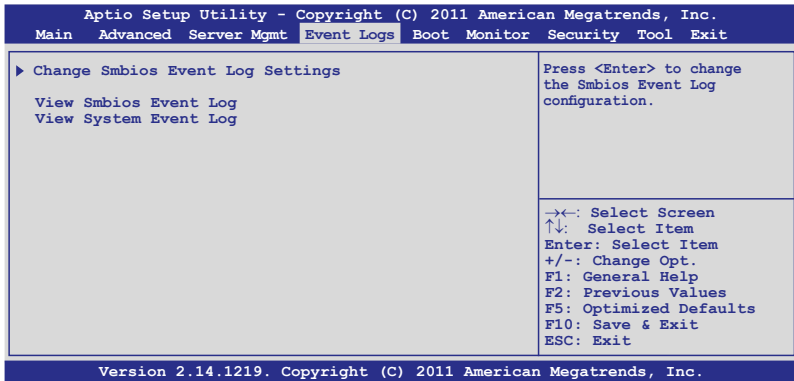 Aptio Setup Utility - Copyright (C) 2011 American Megatrends, Inc.
Main Advanced Server Mgmt Event Logs Boot Monitor Security Tool Exit
Change Smbios Event Log Settings
View Smbios Event Log
View System Event Log
Press <Enter> to change
the Smbios Event Log
configuration.
→←: Select Screen
↑↓: Select Item
Enter: Select Item
+/-: Change Opt.
F1: General Help
F2: Previous Values
F5: Optimized Defaults
F10: Save & Exit
ESC: Exit
Version 2.14.1219. Copyright (C) 2011 American Megatrends, Inc.